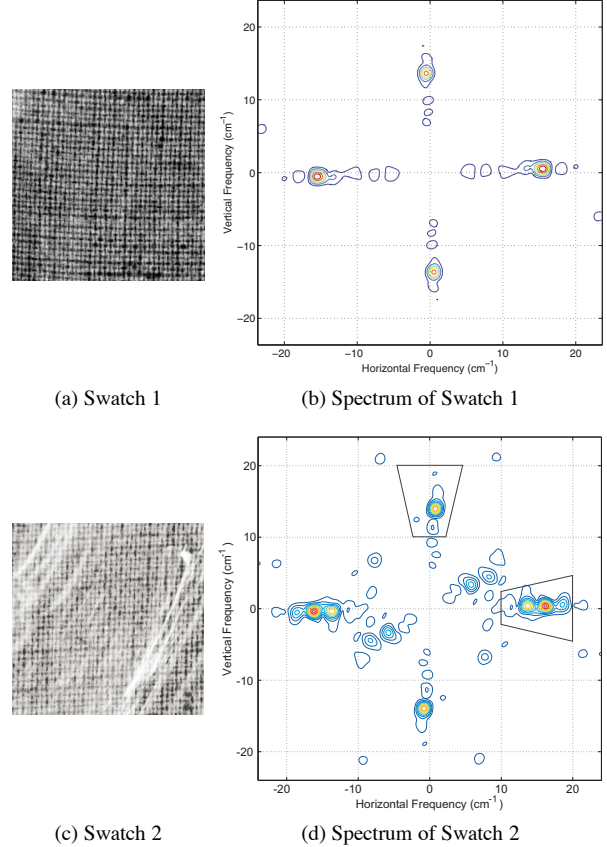 20
10
0
−10
−20
Vertical Frequency (cm⁻¹)
−20
−10
0
10
20
Horizontal Frequency (cm⁻¹)
(a) Swatch 1
(b) Spectrum of Swatch 1
20
10
0
-10
-20
Vertical Frequency (cm⁻¹)
-20
-10
0
10
20
Horizontal Frequency (cm⁻¹)
(c) Swatch 2
(d) Spectrum of Swatch 2